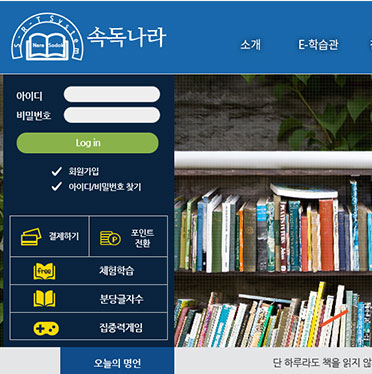 S-R-T System
Nara Sodok
속독나라
소개
E-학습관
아이디
비밀번호
Log in
회원가입
아이디/비밀번호 찾기
결제하기
포인트
전환
free
체험학습
분당글자수
집중력게임
오늘의 명언
단 하루라도 책을 읽지 않